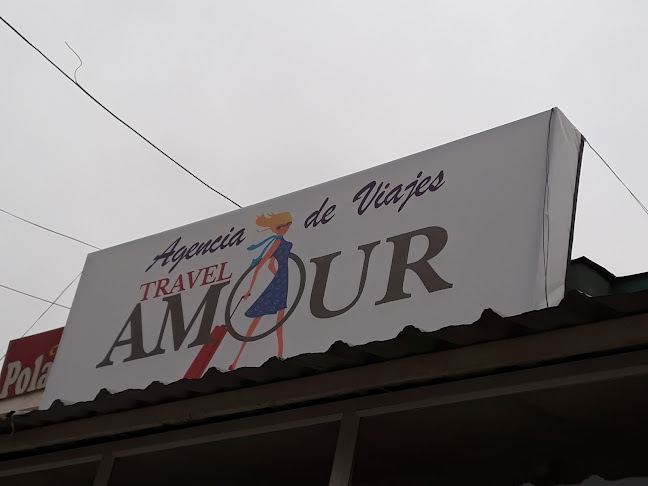 Agencia de Viajes
TRAVEL
AMOUR
Pola